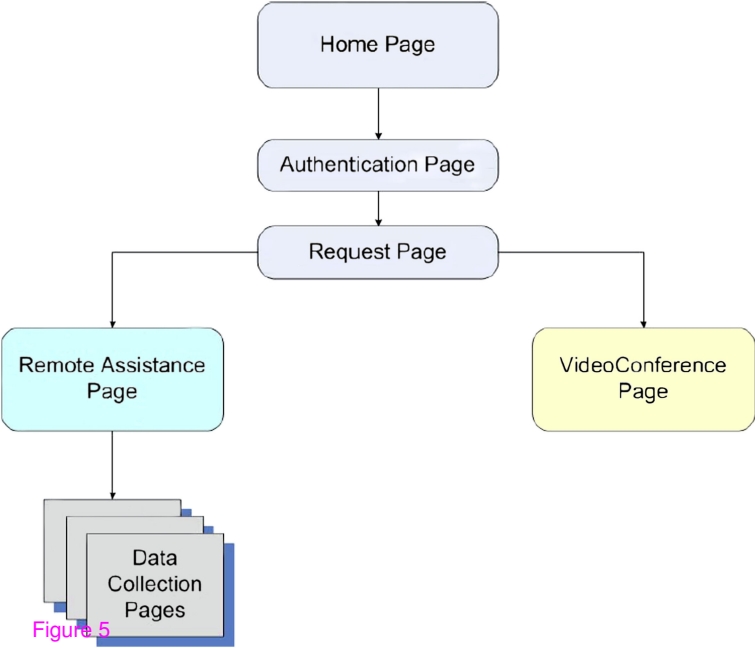 Home Page
Authentication Page
Request Page
Remote Assistance
Page
VideoConference
Page
Data
Collection
Pages
Figure 5